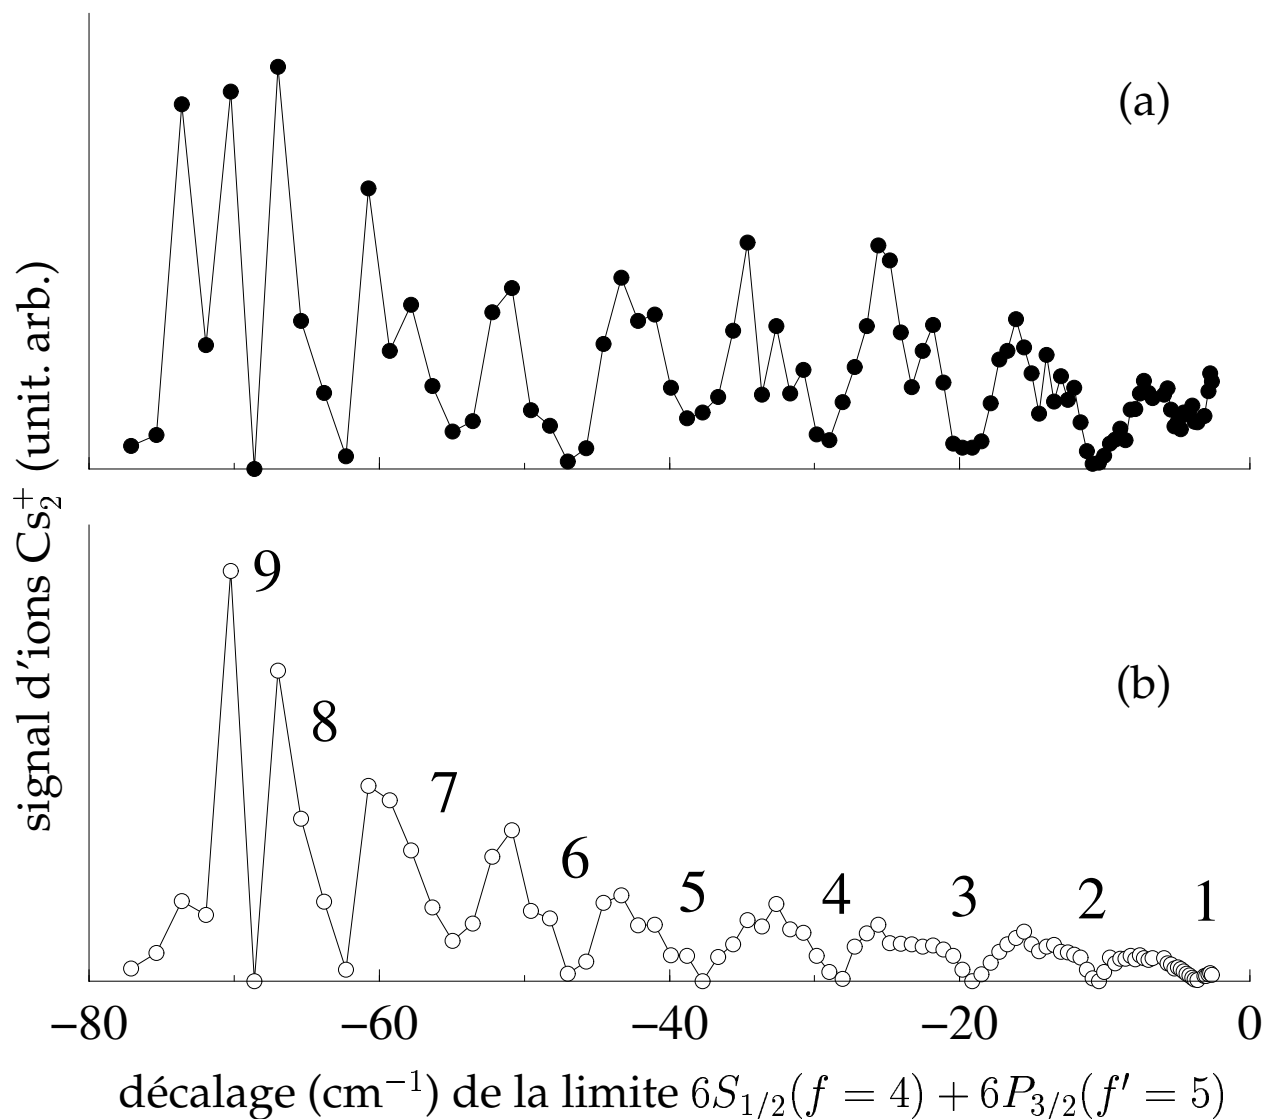 (a)
signal d'ions Cs₂⁺ (unit. arb.)
9
8
7
6
5
4
3
2
1
(b)
−80 −60 −40 −20 0
décalage (cm⁻¹) de la limite 6S₁/₂(f = 4) + 6P₃/₂(f′ = 5)